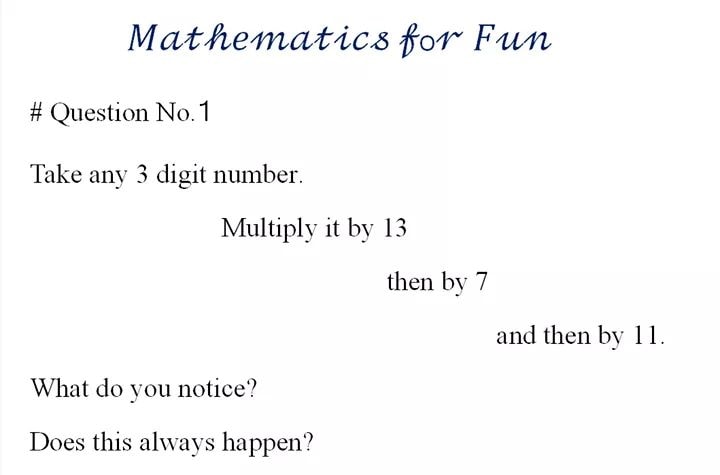 Mathematics for Fun
# Question No.1
Take any 3 digit number.
Multiply it by 13
then by 7
and then by 11.
What do you notice?
Does this always happen?